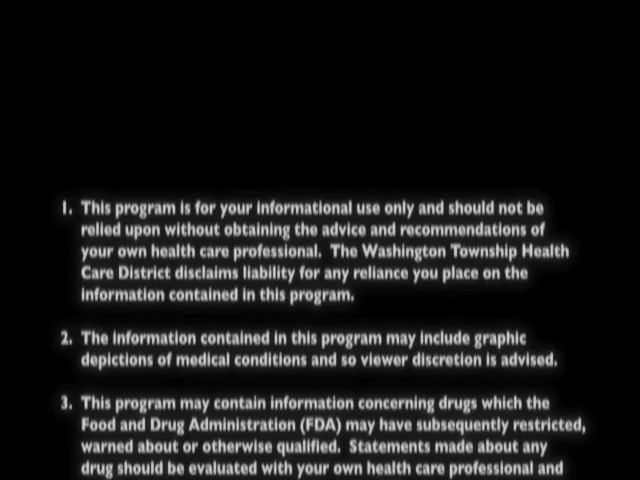 1. This program is for your informational use only and should not be
relied upon without obtaining the advice and recommendations of
your own health care professional. The Washington Township Health
Care District disclaims liability for any reliance you place on the
information contained in this program.
2. The information contained in this program may include graphic
depictions of medical conditions and so viewer discretion is advised.
3. This program may contain information concerning drugs which the
Food and Drug Administration (FDA) may have subsequently restricted,
warned about or otherwise qualified. Statements made about any
drug should be evaluated with your own health care professional and